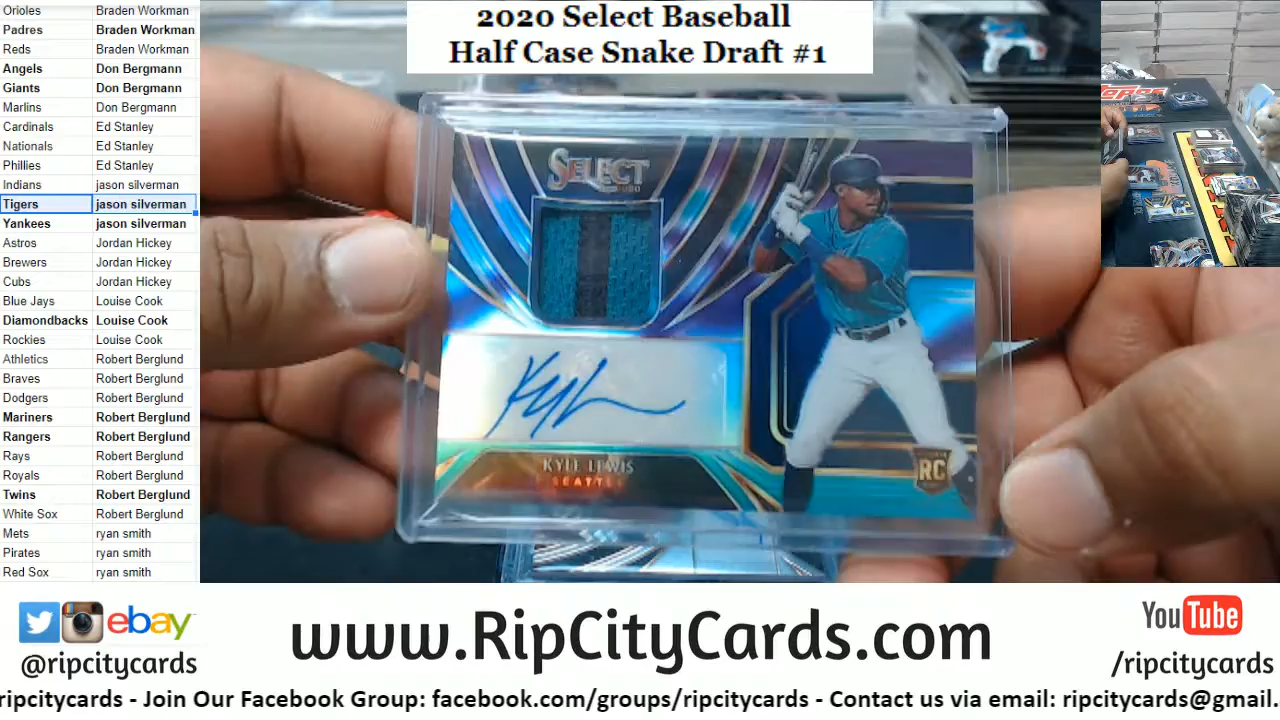 Orioles Braden Workman
Padres Braden Workman
Reds Braden Workman
Angels Don Bergmann
Giants Don Bergmann
Marlins Don Bergmann
Cardinals Ed Stanley
Nationals Ed Stanley
Phillies Ed Stanley
Indians jason silverman
Tigers jason silverman
Yankees jason silverman
Astros Jordan Hickey
Brewers Jordan Hickey
Cubs Jordan Hickey
Blue Jays Louise Cook
Diamondbacks Louise Cook
Rockies Louise Cook
Athletics Robert Berglund
Braves Robert Berglund
Dodgers Robert Berglund
Mariners Robert Berglund
Rangers Robert Berglund
Rays Robert Berglund
Royals Robert Berglund
Twins Robert Berglund
White Sox Robert Berglund
Mets ryan smith
Pirates ryan smith
Red Sox ryan smith
2020 Select Baseball
Half Case Snake Draft #1
SELECT
KYLE LEWIS
SEATTLE
RC
Topps
ebay
@ripcitycards
www.RipCityCards.com
YouTube
/ripcitycards
ripcitycards - Join Our Facebook Group: facebook.com/groups/ripcitycards - Contact us via email: ripcitycards@gmail.